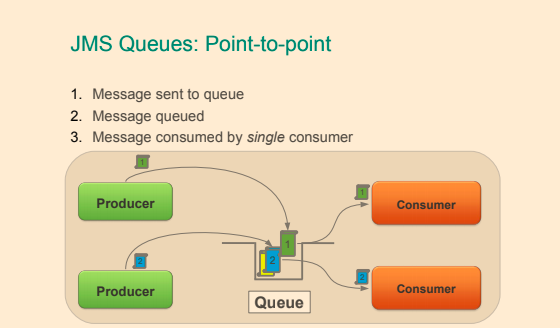 JMS Queues: Point-to-point
1. Message sent to queue
2. Message queued
3. Message consumed by single consumer
1
Producer
1
Consumer
1
2
2
2
Producer
Consumer
Queue